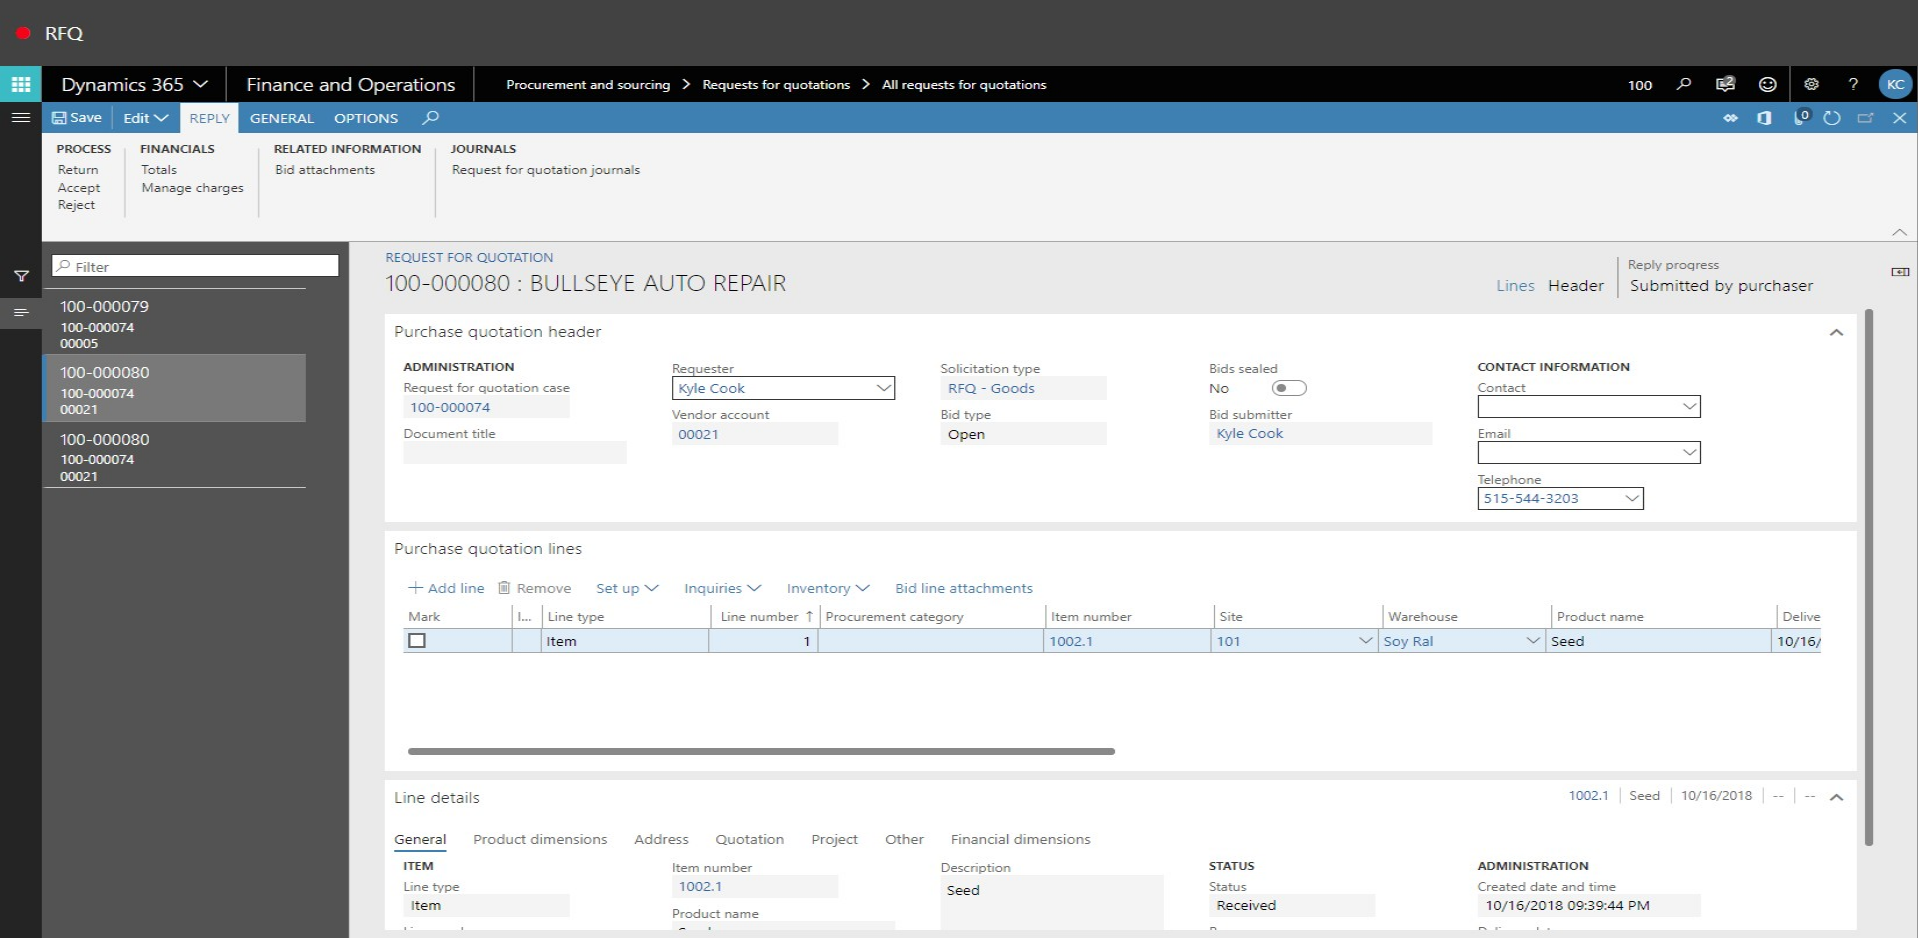 RFQ
Dynamics 365 Finance and Operations Procurement and sourcing > Requests for quotations > All requests for quotations 100 2 ? KC
Save Edit REPLY GENERAL OPTIONS 0
PROCESS FINANCIALS RELATED INFORMATION JOURNALS
Return Totals Bid attachments Request for quotation journals
Accept Manage charges
Reject
Filter
100-000079
100-000074
00005
100-000080
100-000074
00021
100-000080
100-000074
00021
REQUEST FOR QUOTATION
100-000080 : BULLSEYE AUTO REPAIR
Lines Header
Reply progress
Submitted by purchaser
Purchase quotation header
ADMINISTRATION
Request for quotation case
100-000074
Document title
Requester
Kyle Cook
Vendor account
00021
Solicitation type
RFQ - Goods
Bid type
Open
Bids sealed
No
Bid submitter
Kyle Cook
CONTACT INFORMATION
Contact
Email
Telephone
515-544-3203
Purchase quotation lines
+ Add line Remove Set up Inquiries Inventory Bid line attachments
Mark I... Line type Line number ↑ Procurement category Item number Site Warehouse Product name Delive
Item 1 1002.1 101 Soy Ral Seed 10/16/
Line details
1002.1 Seed 10/16/2018 -- --
General Product dimensions Address Quotation Project Other Financial dimensions
ITEM
Line type
Item
Item number
1002.1
Product name
Description
Seed
STATUS
Status
Received
ADMINISTRATION
Created date and time
10/16/2018 09:39:44 PM